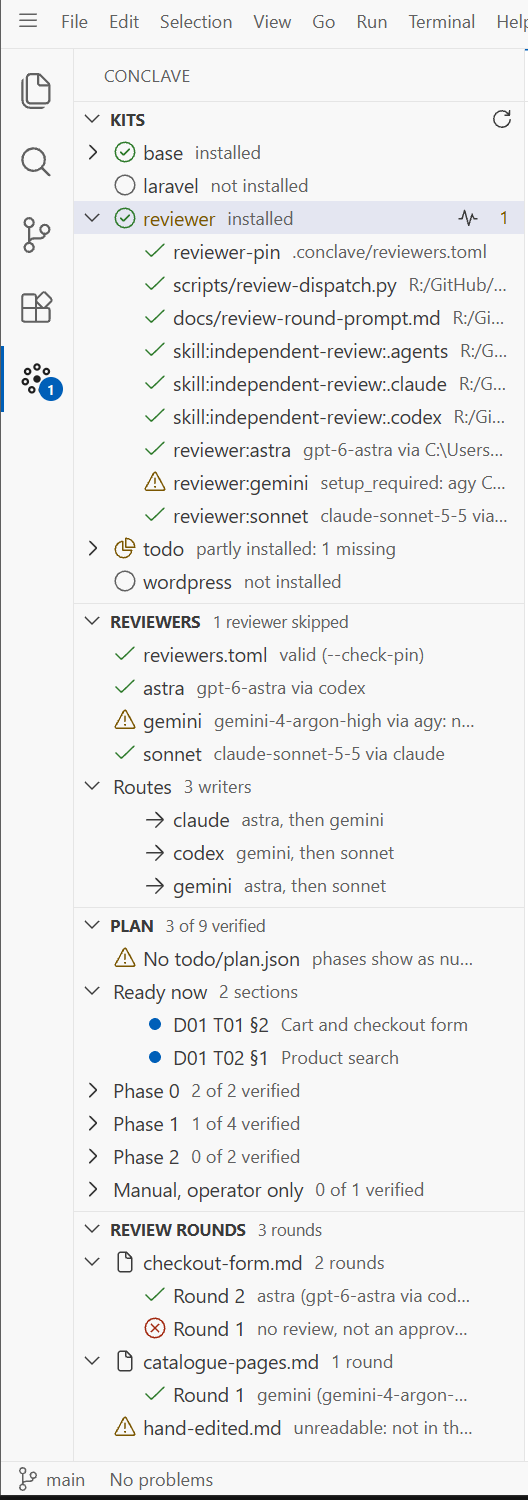 File Edit Selection View Go Run Terminal Help
CONCLAVE
KITS
base installed
laravel not installed
reviewer installed 1
reviewer-pin .conclave/reviewers.toml
scripts/review-dispatch.py R:/GitHub/...
docs/review-round-prompt.md R:/Gi...
skill:independent-review:.agents R:/G...
skill:independent-review:.claude R:/G...
1
skill:independent-review:.codex R:/Gi...
reviewer:astra gpt-6-astra via C:\Users...
reviewer:gemini setup_required: agy C...
reviewer:sonnet claude-sonnet-5-5 via...
todo partly installed: 1 missing
wordpress not installed
REVIEWERS 1 reviewer skipped
reviewers.toml valid (--check-pin)
astra gpt-6-astra via codex
gemini gemini-4-argon-high via agy: n...
sonnet claude-sonnet-5-5 via claude
Routes 3 writers
claude astra, then gemini
codex gemini, then sonnet
gemini astra, then sonnet
PLAN 3 of 9 verified
No todo/plan.json phases show as nu...
Ready now 2 sections
D01 T01 §2 Cart and checkout form
D01 T02 §1 Product search
Phase 0 2 of 2 verified
Phase 1 1 of 4 verified
Phase 2 0 of 2 verified
Manual, operator only 0 of 1 verified
REVIEW ROUNDS 3 rounds
checkout-form.md 2 rounds
Round 2 astra (gpt-6-astra via cod...
Round 1 no review, not an approv...
catalogue-pages.md 1 round
Round 1 gemini (gemini-4-argon-...
hand-edited.md unreadable: not in th...
main No problems